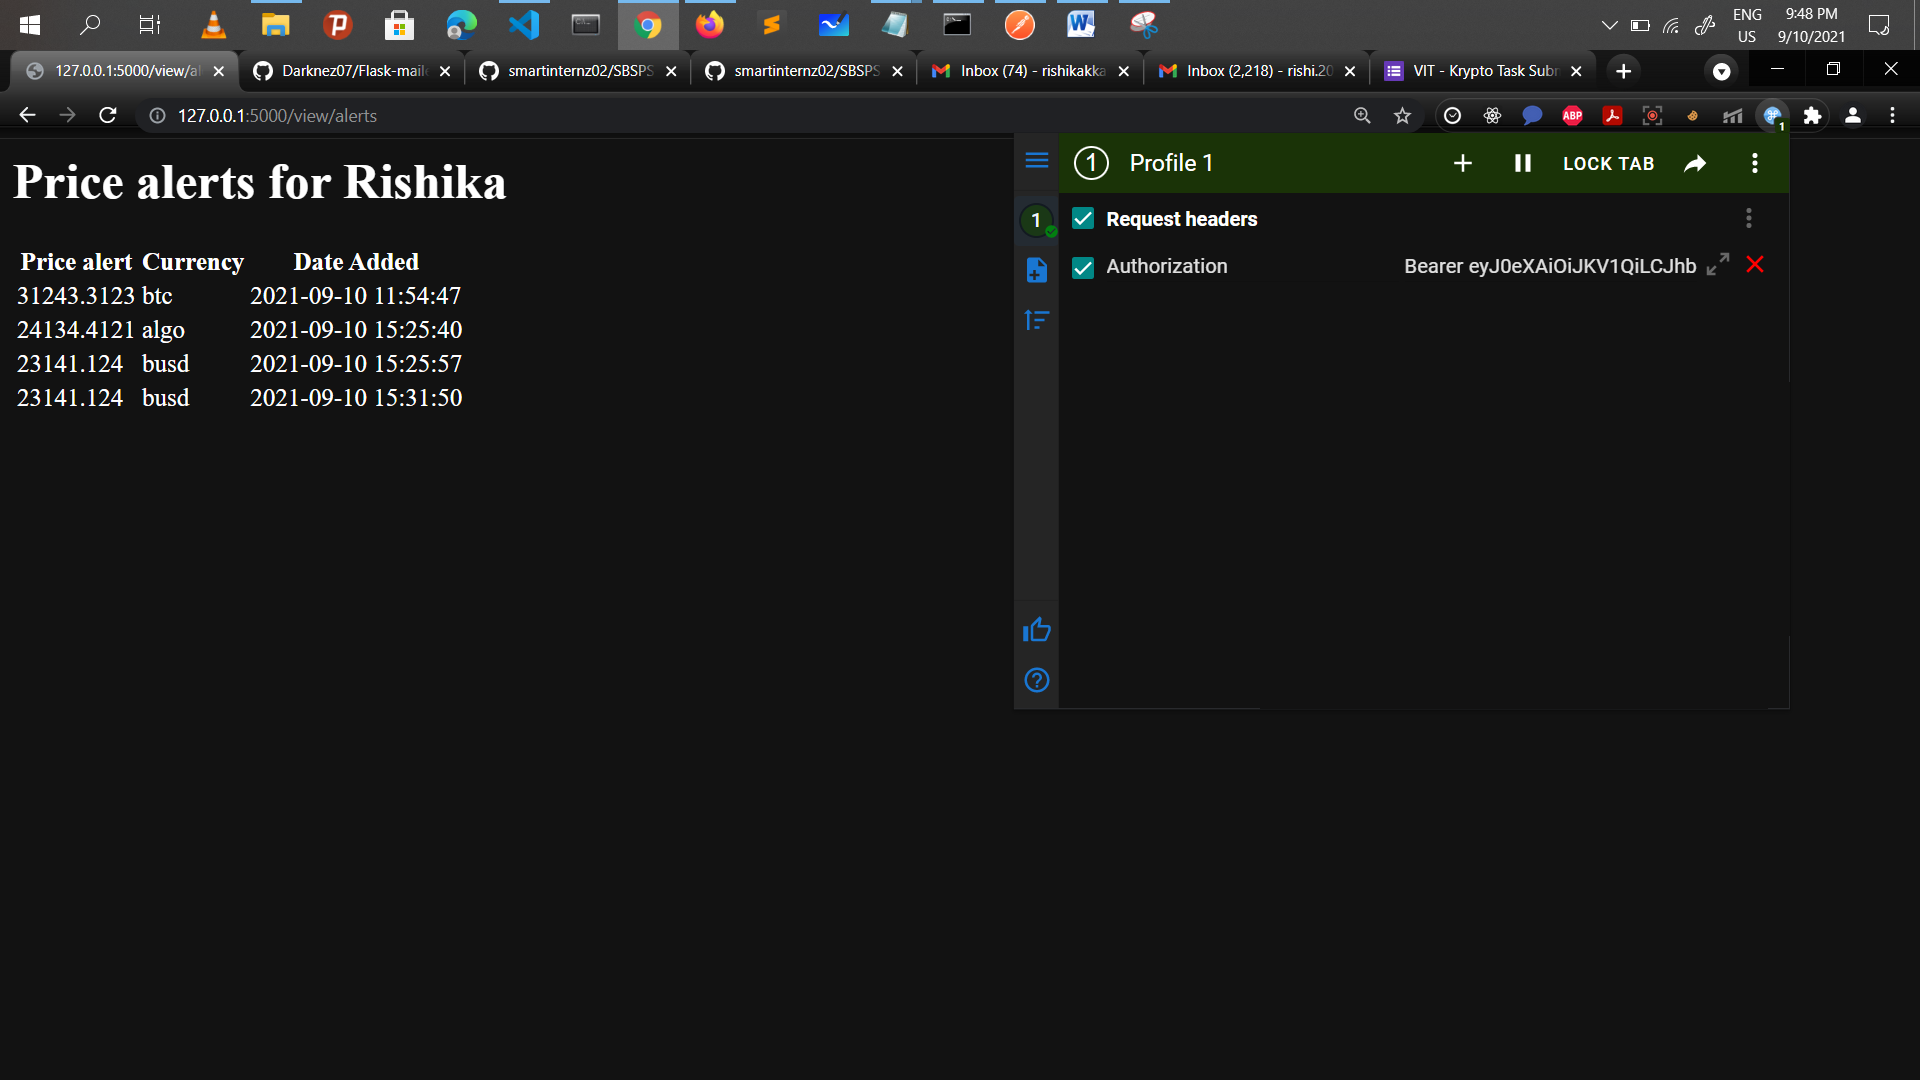 ENG 9:48 PM
US 9/10/2021
127.0.0.1:5000/view/al Darknez07/Flask-maile smartinternz02/SBSPS smartinternz02/SBSPS Inbox (74) - rishikakka Inbox (2,218) - rishi.20 VIT - Krypto Task Subm
127.0.0.1:5000/view/alerts
ABP
1
Price alerts for Rishika
Price alert Currency Date Added
31243.3123 btc 2021-09-10 11:54:47
24134.4121 algo 2021-09-10 15:25:40
23141.124 busd 2021-09-10 15:25:57
23141.124 busd 2021-09-10 15:31:50
1 Profile 1 LOCK TAB
1 Request headers
Authorization Bearer eyJ0eXAiOiJKV1QiLCJhb